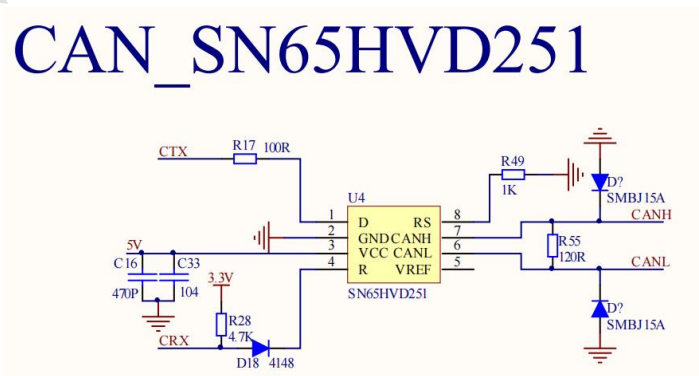 CAN_SN65HVD251
CTX
R17 100R
R49
1K
D?
SMBJ15A
CANH
U4
1 D RS 8
2 GND CANH 7
3 VCC CANL 6
4 R VREF 5
SN65HVD251
R55
120R
CANL
5V
C16
C33
470P
104
3.3V
R28
4.7K
CRX
D18 4148
D?
SMBJ15A